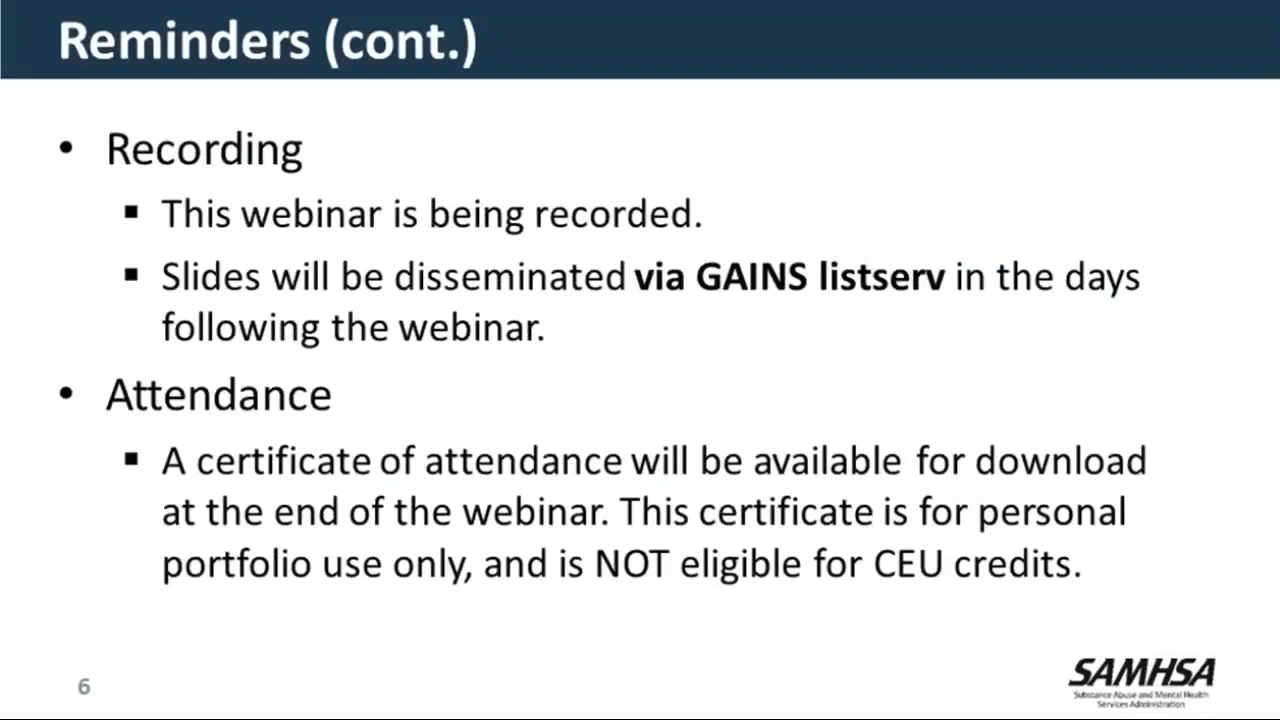 Reminders (cont.)
• Recording
▪ This webinar is being recorded.
▪ Slides will be disseminated via GAINS listserv in the days
following the webinar.
• Attendance
▪ A certificate of attendance will be available for download
at the end of the webinar. This certificate is for personal
portfolio use only, and is NOT eligible for CEU credits.
6
SAMHSA
Substance Abuse and Mental Health
Services Administration